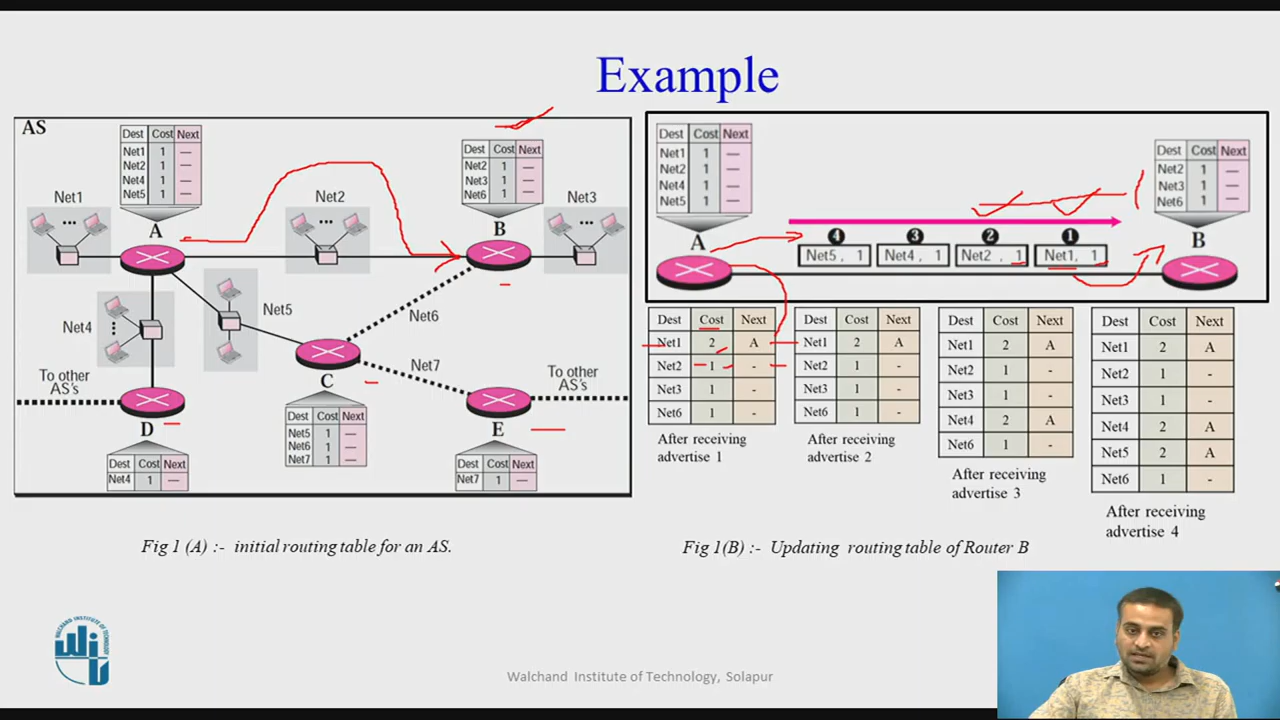 Example
AS
Dest Cost Next
Net1 1 —
Net2 1 —
Net4 1 —
Net5 1 —
A
Net1
Net2
Dest Cost Next
Net2 1 —
Net3 1 —
Net6 1 —
B
Net3
Net4
Net5
Net6
Net7
To other
AS's
To other
AS's
D
Dest Cost Next
Net4 1 —
C
Dest Cost Next
Net5 1 —
Net6 1 —
Net7 1 —
E
Dest Cost Next
Net7 1 —
Fig 1 (A) :- initial routing table for an AS.
Dest Cost Next
Net1 1 —
Net2 1 —
Net4 1 —
Net5 1 —
A
4 3 2 1
Net5 , 1 Net4 , 1 Net2 , 1 Net1, 1
Dest Cost Next
Net2 1 —
Net3 1 —
Net6 1 —
B
Dest Cost Next
Net1 2 A
Net2 1 -
Net3 1 -
Net6 1 -
After receiving
advertise 1
Dest Cost Next
Net1 2 A
Net2 1 -
Net3 1 -
Net6 1 -
After receiving
advertise 2
Dest Cost Next
Net1 2 A
Net2 1 -
Net3 1 -
Net4 2 A
Net6 1 -
After receiving
advertise 3
Dest Cost Next
Net1 2 A
Net2 1 -
Net3 1 -
Net4 2 A
Net5 2 A
Net6 1 -
After receiving
advertise 4
Fig 1(B) :- Updating routing table of Router B
Walchand Institute of Technology, Solapur